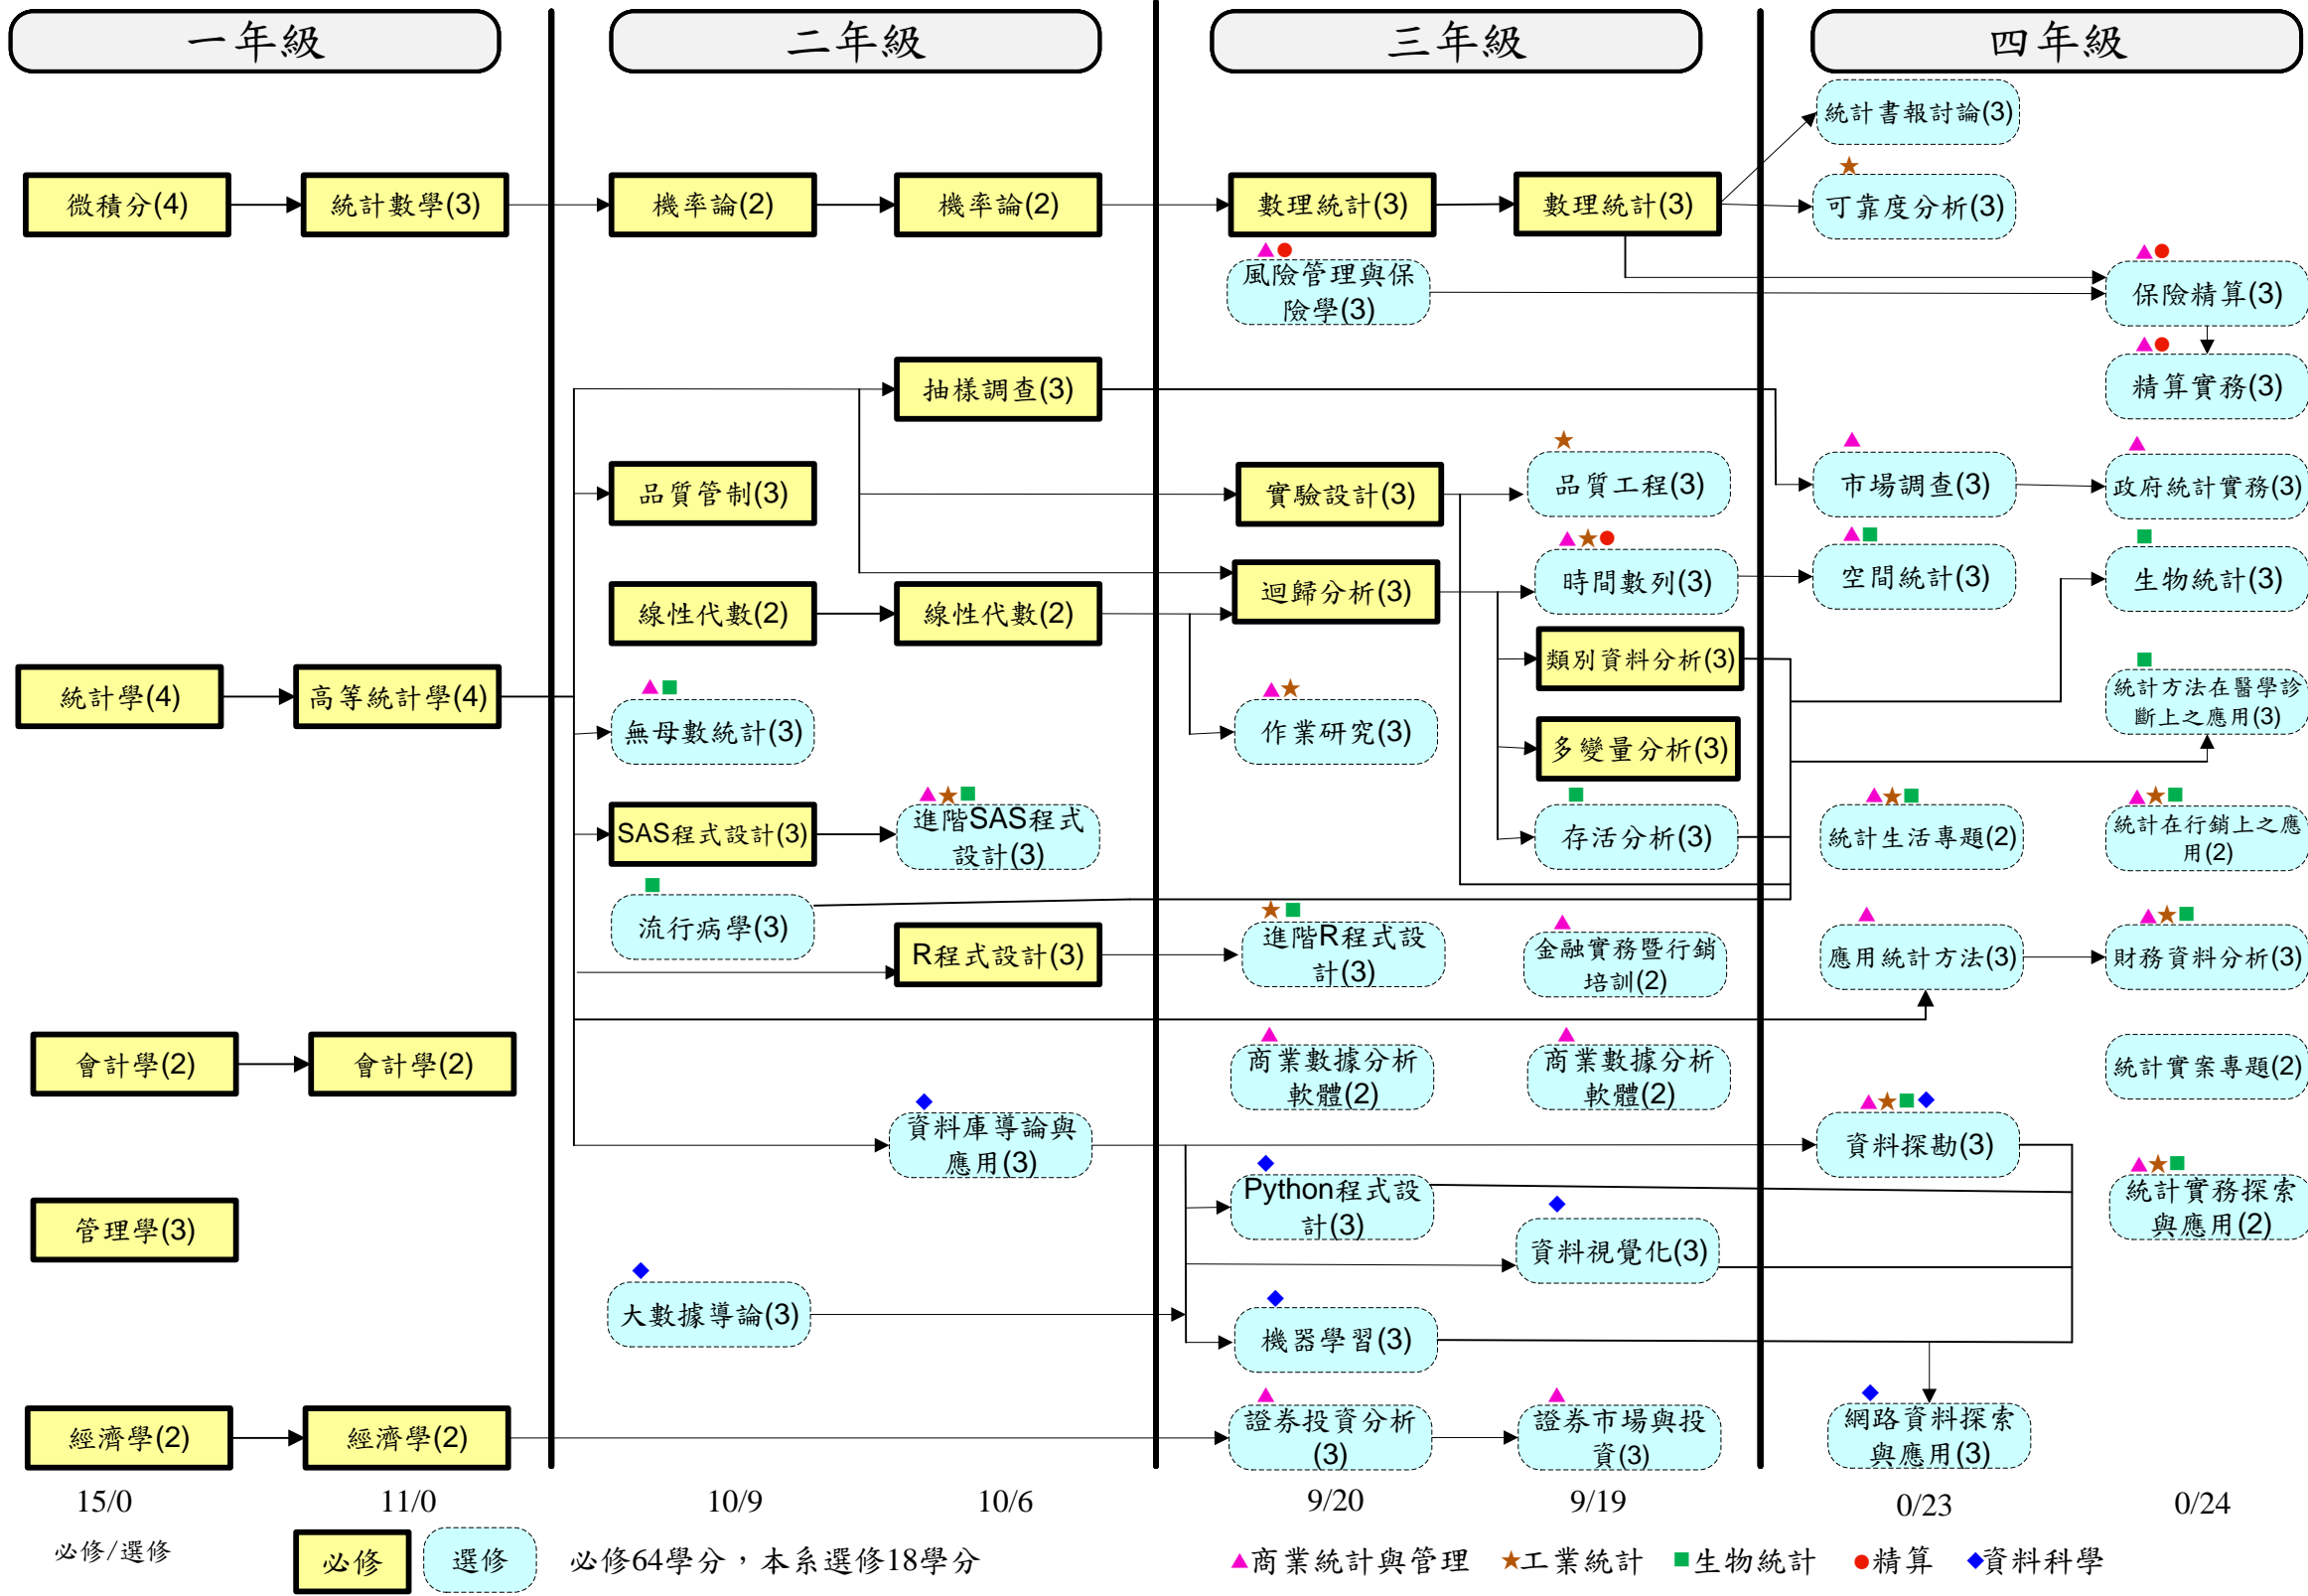 一年級
二年級
三年級
四年級
統計書報討論(3)
微積分(4)
統計數學(3)
機率論(2)
機率論(2)
數理統計(3)
數理統計(3)
可靠度分析(3)
風險管理與保
險學(3)
保險精算(3)
抽樣調查(3)
精算實務(3)
品質管制(3)
實驗設計(3)
品質工程(3)
市場調查(3)
政府統計實務(3)
線性代數(2)
線性代數(2)
迴歸分析(3)
時間數列(3)
空間統計(3)
生物統計(3)
類別資料分析(3)
統計學(4)
高等統計學(4)
無母數統計(3)
作業研究(3)
多變量分析(3)
統計方法在醫學診
斷上之應用(3)
SAS程式設計(3)
進階SAS程式
設計(3)
存活分析(3)
統計生活專題(2)
統計在行銷上之應
用(2)
流行病學(3)
R程式設計(3)
進階R程式設
計(3)
金融實務暨行銷
培訓(2)
應用統計方法(3)
財務資料分析(3)
會計學(2)
會計學(2)
商業數據分析
軟體(2)
商業數據分析
軟體(2)
統計實案專題(2)
資料庫導論與
應用(3)
資料探勘(3)
管理學(3)
Python程式設
計(3)
資料視覺化(3)
統計實務探索
與應用(2)
大數據導論(3)
機器學習(3)
經濟學(2)
經濟學(2)
證券投資分析
(3)
證券市場與投
資(3)
網路資料探索
與應用(3)
15/0
11/0
10/9
10/6
9/20
9/19
0/23
0/24
必修/選修
必修
選修
必修64學分，本系選修18學分
▲商業統計與管理
★工業統計
■生物統計
●精算
◆資料科學